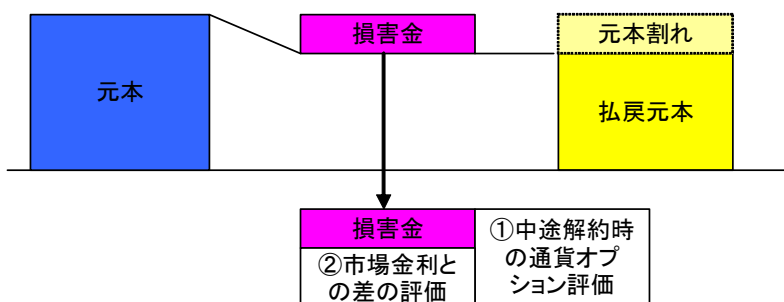 損害金
元本割れ
元本
払戻元本
損害金
②市場金利と
の差の評価
①中途解約時
の通貨オプ
ション評価